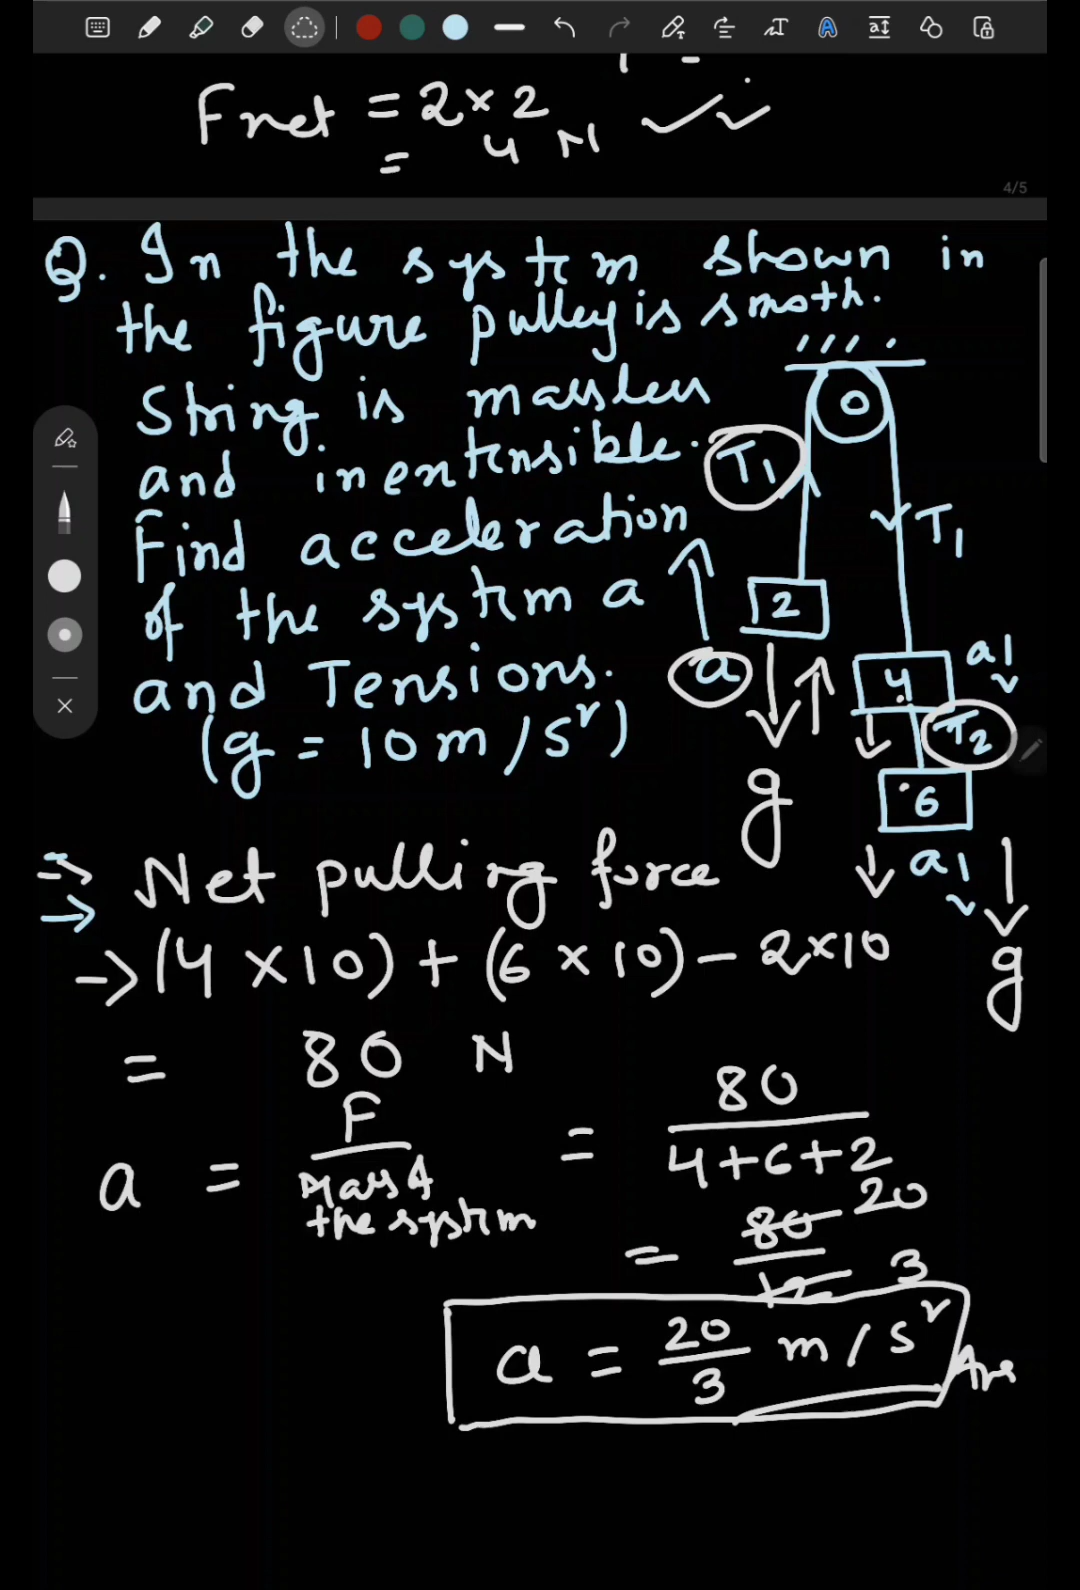 Fnet = 2 × 2
= 4 N
4/5
Q. In the system shown in
the figure pulley is smoth.
String is massless
and inextensible.
Find acceleration
of the system a
and Tensions.
(g = 10 m/s²)
T1
T1
2
a
4
a1
T2
6
a1
g
g
=> Net pulling force
→ (4 × 10) + (6 × 10) - 2×10
= 80 N
a = F / Mass of the system = 80 / 4+6+2
= 80 / 12 20 3
a = 20/3 m/s² Ans